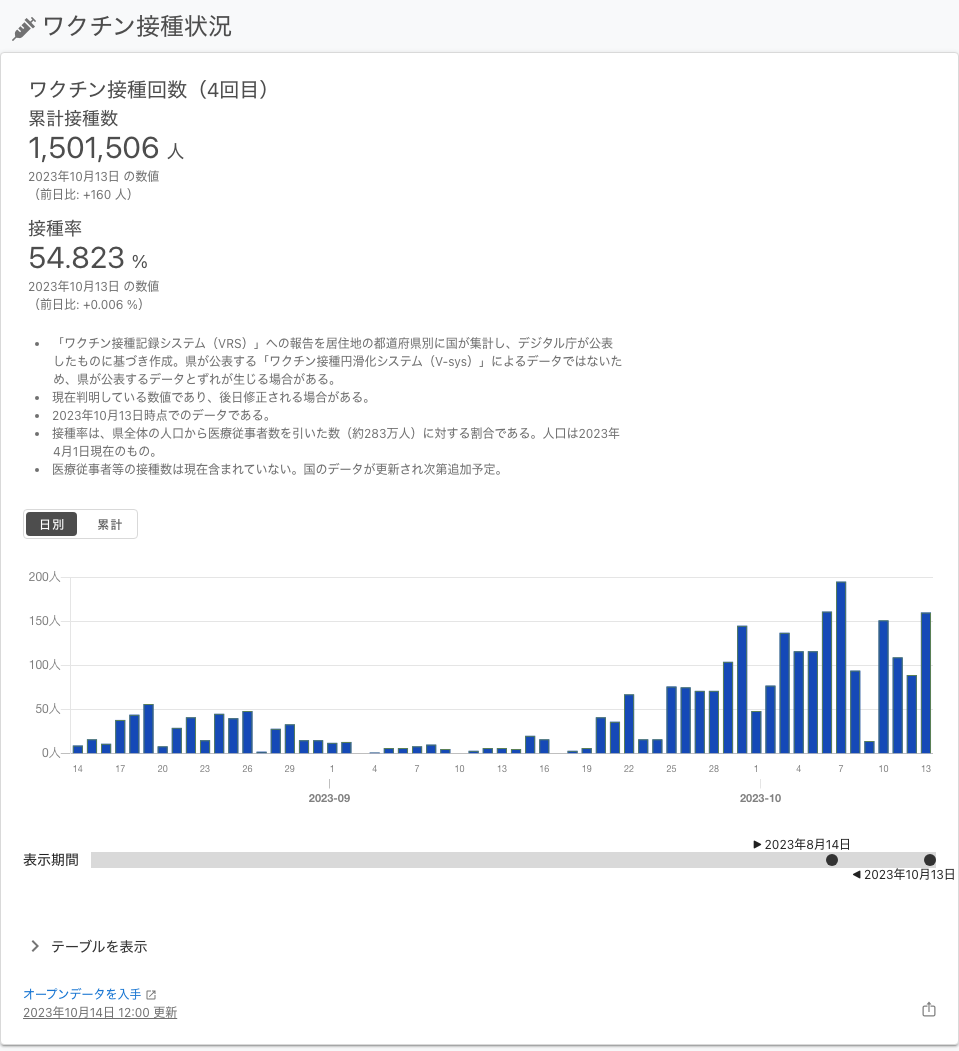 ワクチン接種状況
ワクチン接種回数（4回目）
累計接種数
1,501,506 人
2023年10月13日 の数値
（前日比: +160 人）
接種率
54.823 %
2023年10月13日 の数値
（前日比: +0.006 %）
• 「ワクチン接種記録システム（VRS）」への報告を居住地の都道府県別に国が集計し、デジタル庁が公表
したものに基づき作成。県が公表する「ワクチン接種円滑化システム（V-sys）」によるデータではないた
め、県が公表するデータとずれが生じる場合がある。
• 現在判明している数値であり、後日修正される場合がある。
• 2023年10月13日時点でのデータである。
• 接種率は、県全体の人口から医療従事者数を引いた数（約283万人）に対する割合である。人口は2023年
4月1日現在のもの。
• 医療従事者等の接種数は現在含まれていない。国のデータが更新され次第追加予定。
日別 累計
200人
150人
100人
50人
0人
14 17 20 23 26 29 1 4 7 10 13 16 19 22 25 28 1 4 7 10 13
2023-09 2023-10
▶ 2023年8月14日
表示期間
◀ 2023年10月13日
テーブルを表示
オープンデータを入手
2023年10月14日 12:00 更新